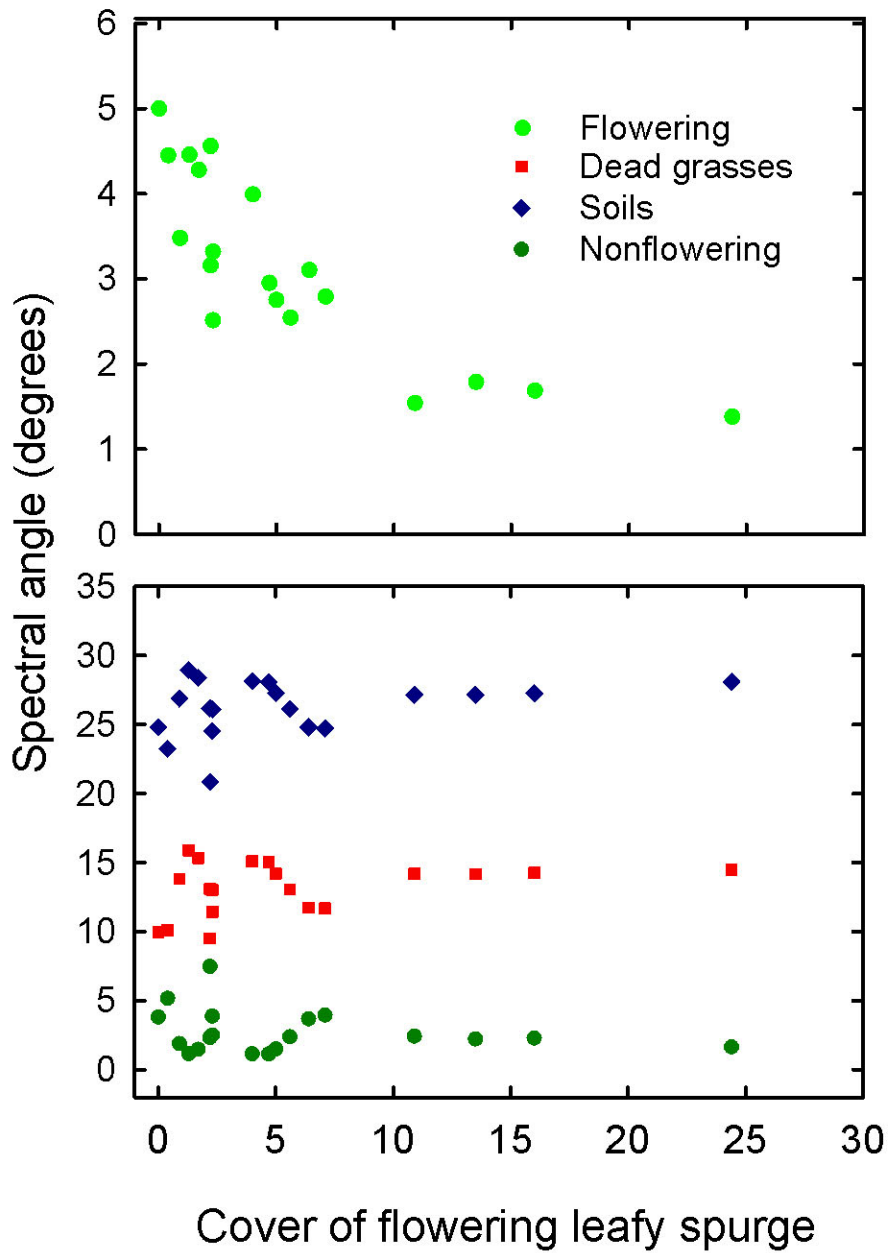 6
5
4
3
2
1
0
Flowering
Dead grasses
Soils
Nonflowering
Spectral angle (degrees)
35
30
25
20
15
10
5
0
0 5 10 15 20 25 30
Cover of flowering leafy spurge